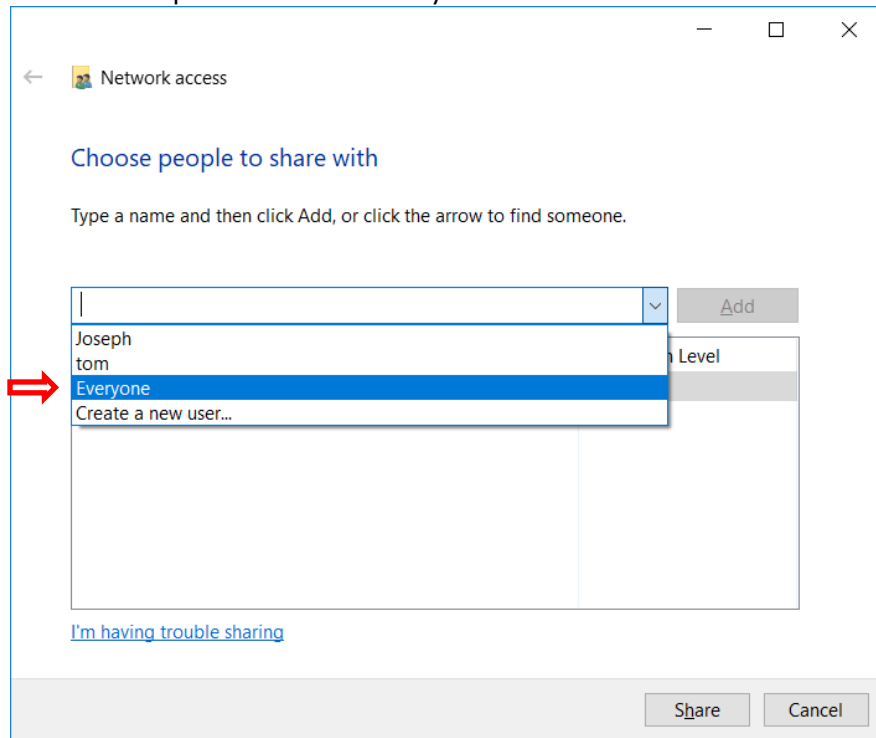 Network access
Choose people to share with
Type a name and then click Add, or click the arrow to find someone.
Add
Joseph
tom
Level
Everyone
Create a new user...
I'm having trouble sharing
Share
Cancel